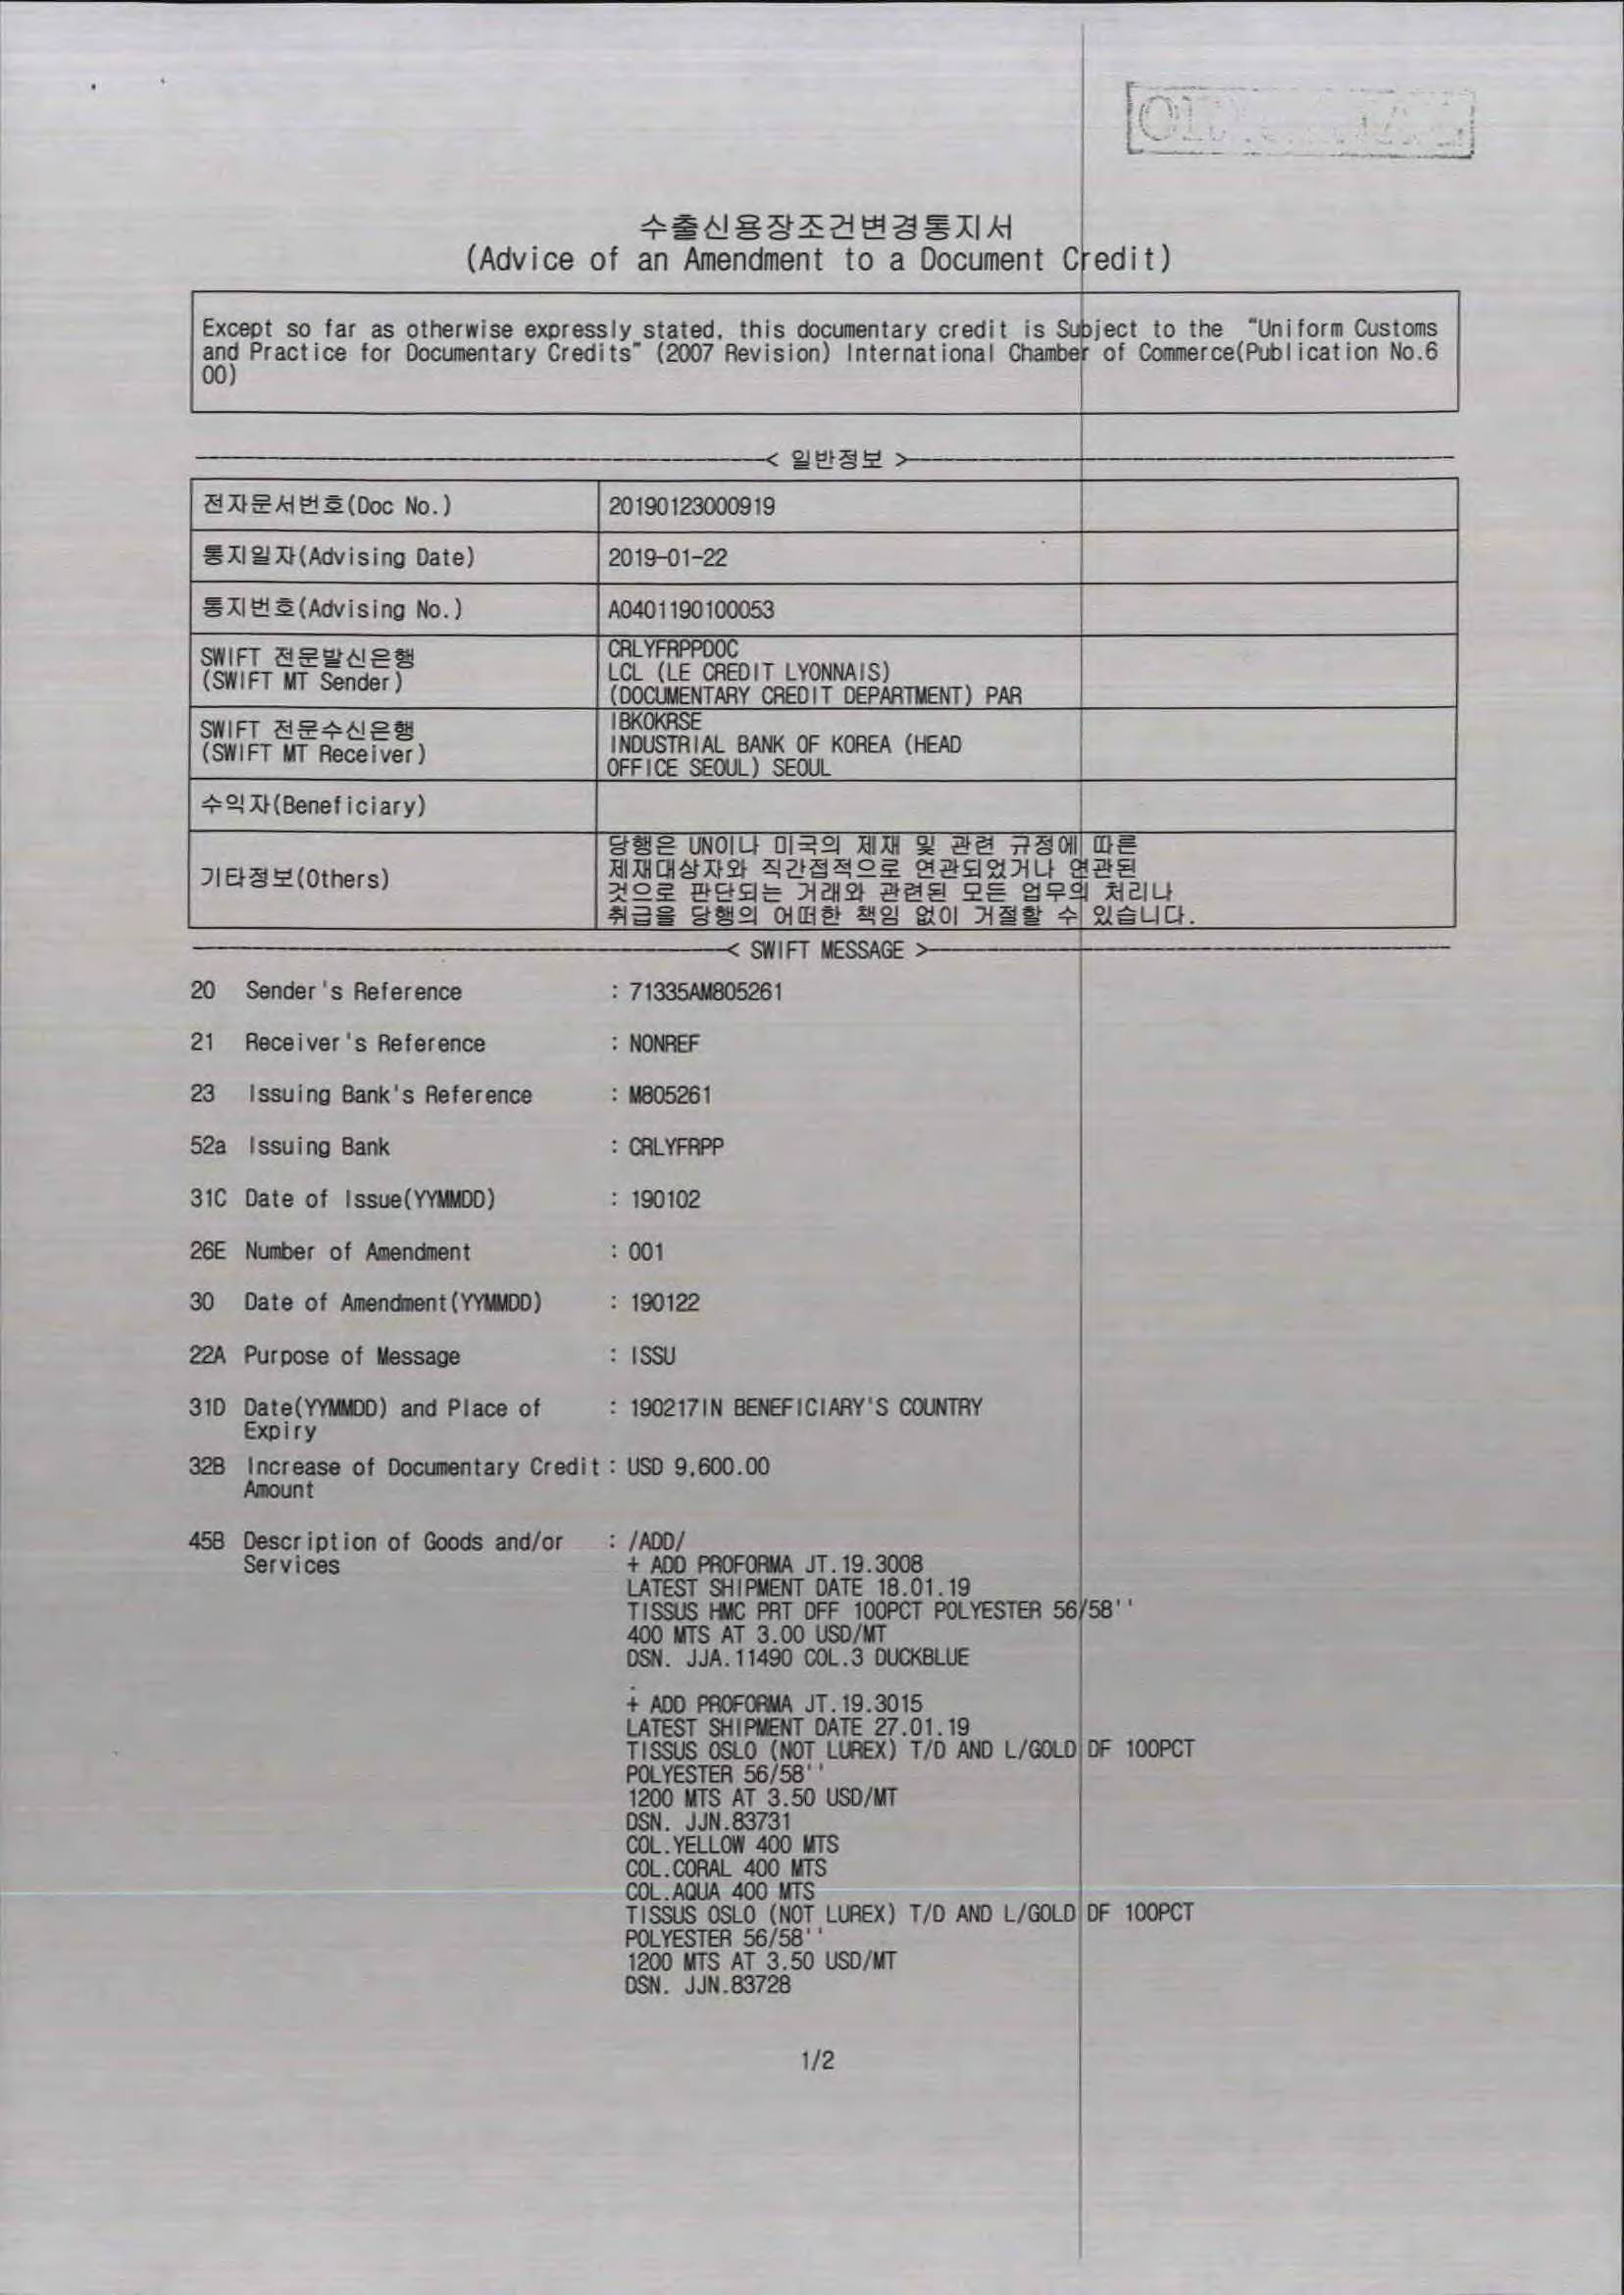 수출신용장조건변경통지서
(Advice of an Amendment to a Document Credit)
Except so far as otherwise expressly stated, this documentary credit is Subject to the "Uniform Customs
and Practice for Documentary Credits" (2007 Revision) International Chamber of Commerce(Publication No.6
00)
< 일반정보 >
전자문서번호(Doc No.) 20190123000919
통지일자(Advising Date) 2019-01-22
통지번호(Advising No.) A0401190100053
SWIFT 전문발신은행
(SWIFT MT Sender)
CRLYFRPPDOC
LCL (LE CREDIT LYONNAIS)
(DOCUMENTARY CREDIT DEPARTMENT) PAR
SWIFT 전문수신은행
(SWIFT MT Receiver)
IBKOKRSE
INDUSTRIAL BANK OF KOREA (HEAD
OFFICE SEOUL) SEOUL
수익자(Beneficiary)
기타정보(Others)
당행은 UN이나 미국의 제재 및 관련 규정에 따른
제재대상자와 직간접적으로 연관되었거나 연관된
것으로 판단되는 거래와 관련된 모든 업무의 처리나
취급을 당행의 어떠한 책임 없이 거절할 수 있습니다.
< SWIFT MESSAGE >
20 Sender's Reference : 71335AM805261
21 Receiver's Reference : NONREF
23 Issuing Bank's Reference : M805261
52a Issuing Bank : CRLYFRPP
31C Date of Issue(YYMMDD) : 190102
26E Number of Amendment : 001
30 Date of Amendment(YYMMDD) : 190122
22A Purpose of Message : ISSU
31D Date(YYMMDD) and Place of : 190217IN BENEFICIARY'S COUNTRY
Expiry
32B Increase of Documentary Credit : USD 9,600.00
Amount
45B Description of Goods and/or : /ADD/
Services + ADD PROFORMA JT.19.3008
LATEST SHIPMENT DATE 18.01.19
TISSUS HMC PRT DFF 100PCT POLYESTER 56/58''
400 MTS AT 3.00 USD/MT
DSN. JJA.11490 COL.3 DUCKBLUE
.
+ ADD PROFORMA JT.19.3015
LATEST SHIPMENT DATE 27.01.19
TISSUS OSLO (NOT LUREX) T/D AND L/GOLD DF 100PCT
POLYESTER 56/58''
1200 MTS AT 3.50 USD/MT
DSN. JJN.83731
COL.YELLOW 400 MTS
COL.CORAL 400 MTS
COL.AQUA 400 MTS
TISSUS OSLO (NOT LUREX) T/D AND L/GOLD DF 100PCT
POLYESTER 56/58''
1200 MTS AT 3.50 USD/MT
DSN. JJN.83728
1/2